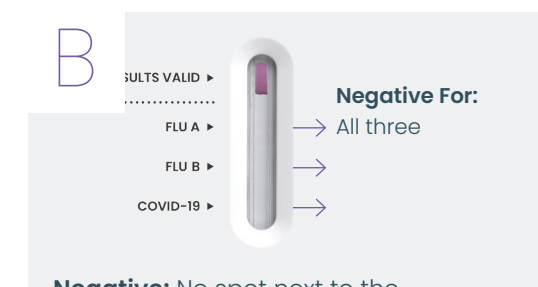 B
SULTS VALID
Negative For:
FLU A
All three
FLU B
COVID-19
Negative: No spot next to the